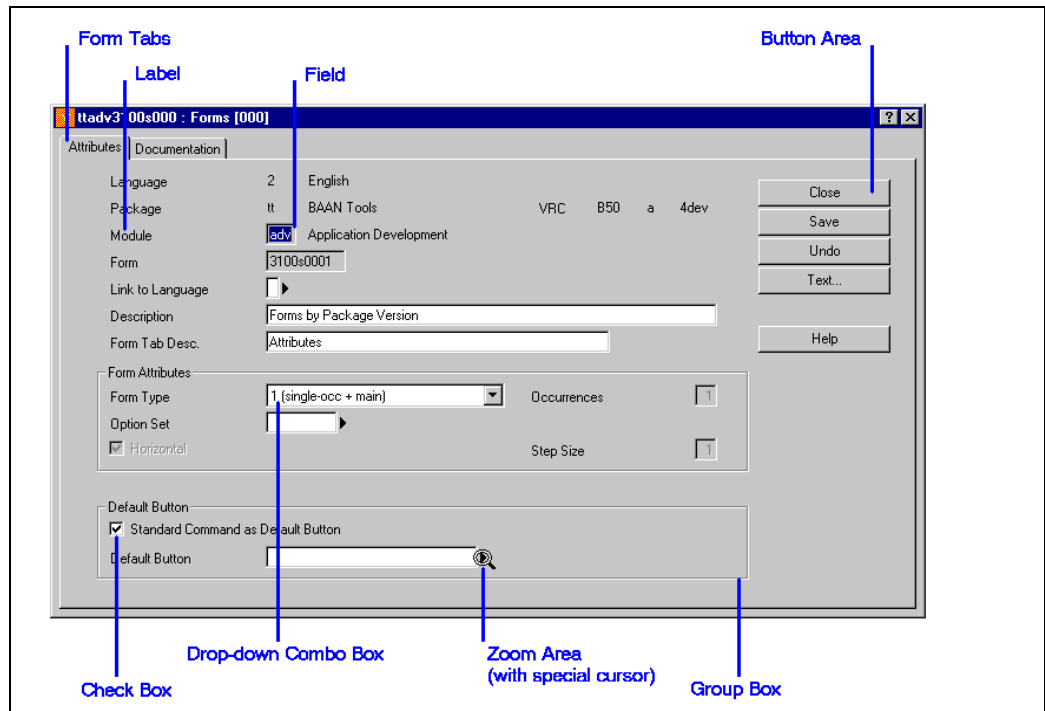 Form Tabs
Button Area
Label
Field
ttadv3100s000 : Forms [000]
Attributes
Documentation
Language 2 English
Close
Package tt BAAN Tools VRC B50 a 4dev
Save
Module adv Application Development
Undo
Form 3100s0001
Text...
Link to Language
Description Forms by Package Version
Form Tab Desc. Attributes
Help
Form Attributes
Form Type 1 (single-occ + main) Occurrences 1
Option Set
Horizontal Step Size 1
Default Button
Standard Command as Default Button
Default Button
Drop-down Combo Box
Zoom Area
(with special cursor)
Check Box
Group Box